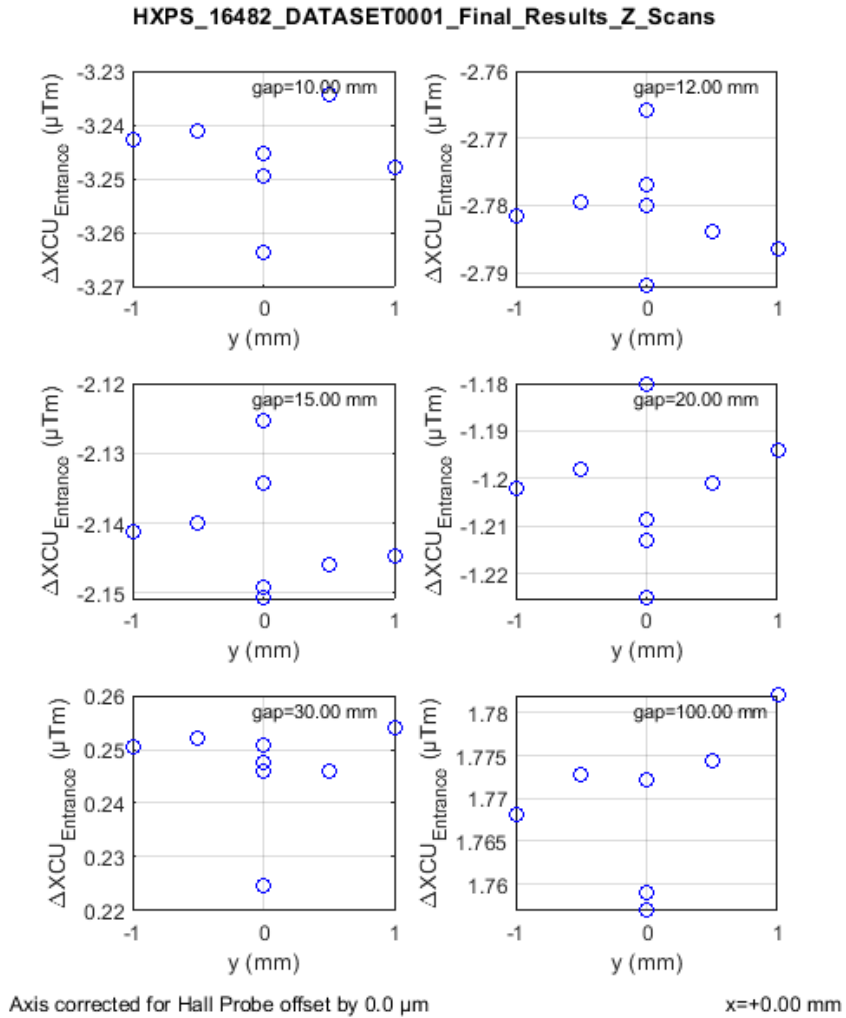 HXPS_16482_DATASET0001_Final_Results_Z_Scans
gap=10.00 mm
ΔXCU_Entrance (µTm)
-3.23
-3.24
-3.25
-3.26
-3.27
-1 0 1
y (mm)
gap=12.00 mm
ΔXCU_Entrance (µTm)
-2.76
-2.77
-2.78
-2.79
-1 0 1
y (mm)
gap=15.00 mm
ΔXCU_Entrance (µTm)
-2.12
-2.13
-2.14
-2.15
-1 0 1
y (mm)
gap=20.00 mm
ΔXCU_Entrance (µTm)
-1.18
-1.19
-1.2
-1.21
-1.22
-1 0 1
y (mm)
gap=30.00 mm
ΔXCU_Entrance (µTm)
0.26
0.25
0.24
0.23
0.22
-1 0 1
y (mm)
gap=100.00 mm
ΔXCU_Entrance (µTm)
1.78
1.775
1.77
1.765
1.76
-1 0 1
y (mm)
Axis corrected for Hall Probe offset by 0.0 µm
x=+0.00 mm